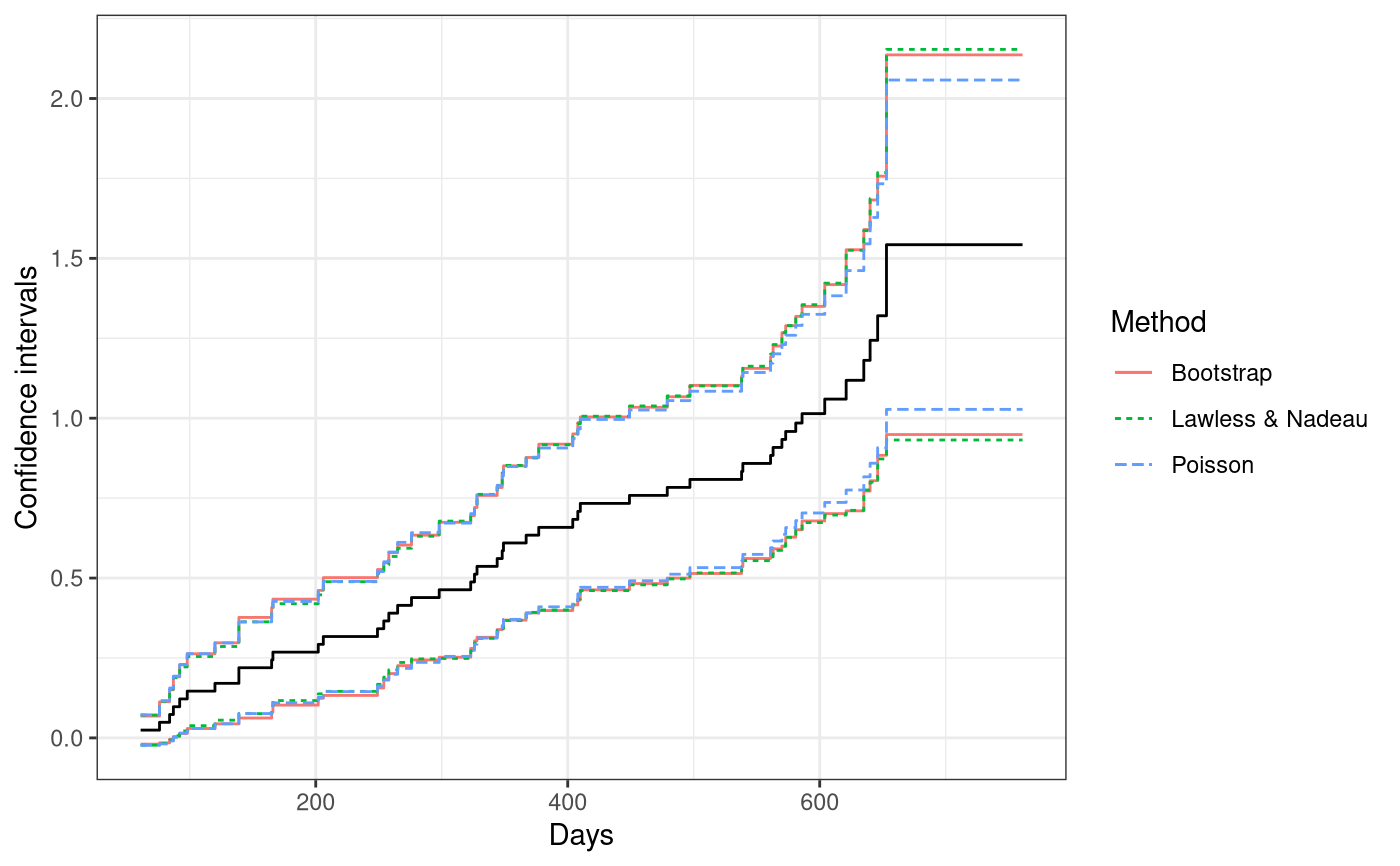 Confidence intervals
2.0
1.5
1.0
0.5
0.0
200
400
600
Days
Method
Bootstrap
Lawless & Nadeau
Poisson